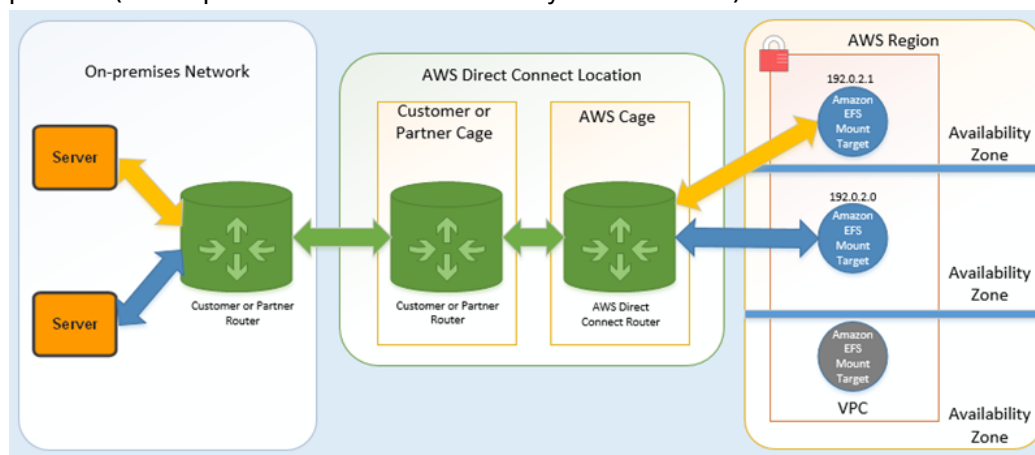 On-premises Network
Server
Server
Customer or Partner
Router
AWS Direct Connect Location
Customer or
Partner Cage
Customer or Partner
Router
AWS Cage
AWS Direct
Connect Router
AWS Region
192.0.2.1
Amazon
EFS
Mount
Target
Availability
Zone
192.0.2.0
Amazon
EFS
Mount
Target
Availability
Zone
Amazon
EFS
Mount
Target
VPC
Availability
Zone